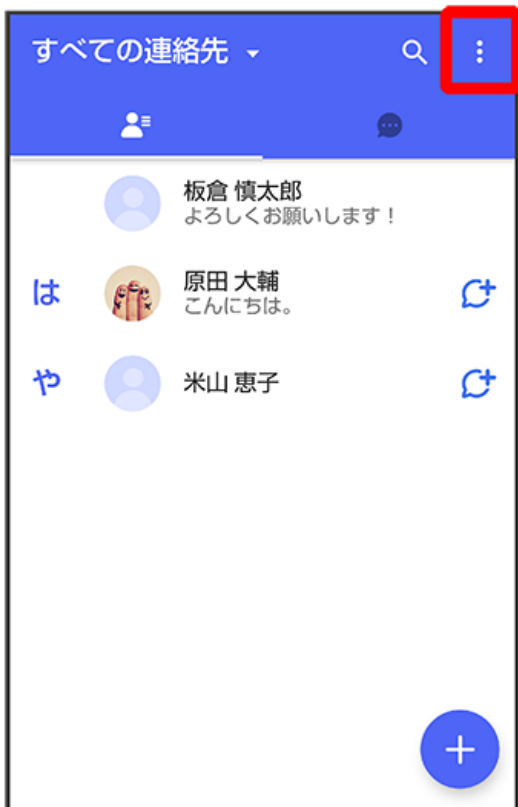 すべての連絡先
板倉 慎太郎
よろしくお願いします！
は
原田 大輔
こんにちは。
や
米山 恵子